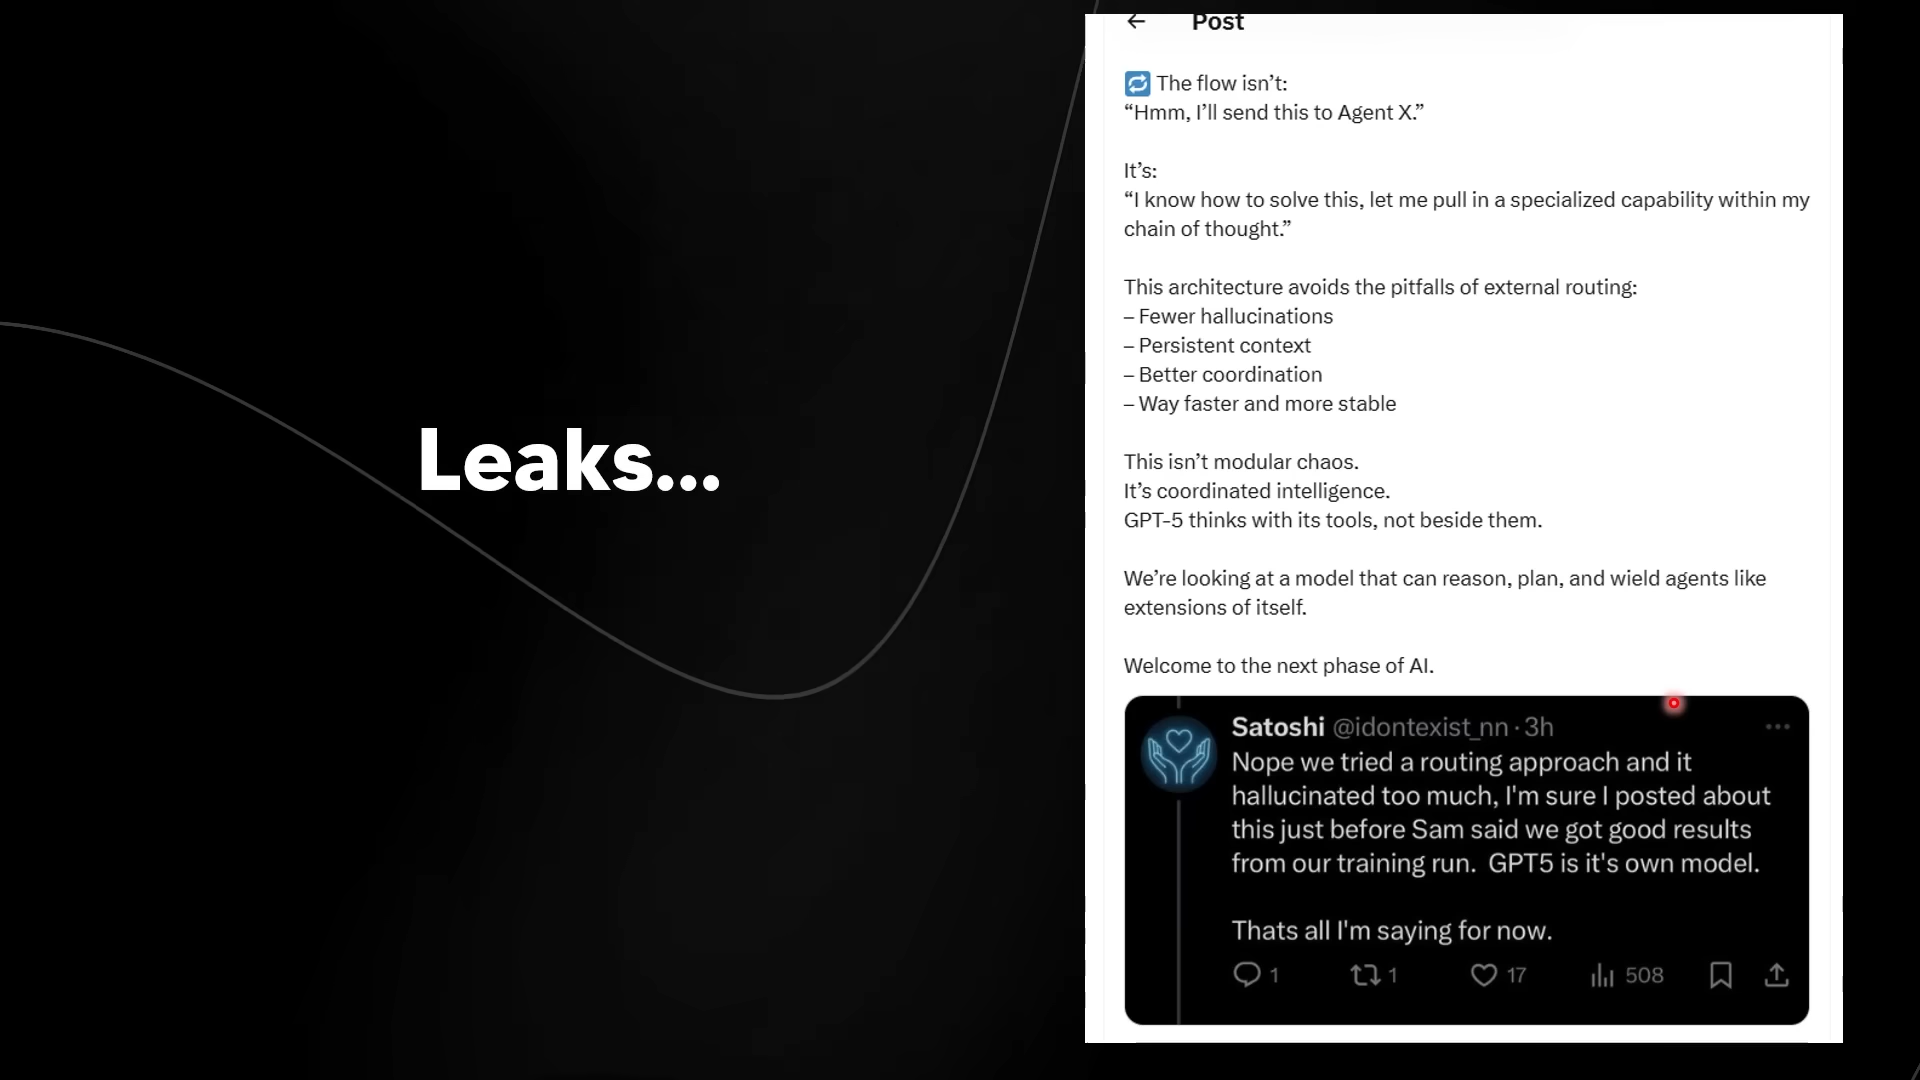 Leaks...
Post
The flow isn’t:
“Hmm, I’ll send this to Agent X.”
It’s:
“I know how to solve this, let me pull in a specialized capability within my
chain of thought.”
This architecture avoids the pitfalls of external routing:
– Fewer hallucinations
– Persistent context
– Better coordination
– Way faster and more stable
This isn’t modular chaos.
It’s coordinated intelligence.
GPT-5 thinks with its tools, not beside them.
We’re looking at a model that can reason, plan, and wield agents like
extensions of itself.
Welcome to the next phase of AI.
Satoshi @idontexist_nn · 3h
Nope we tried a routing approach and it
hallucinated too much, I'm sure I posted about
this just before Sam said we got good results
from our training run.  GPT5 is it's own model.
Thats all I'm saying for now.
1 1 17 508